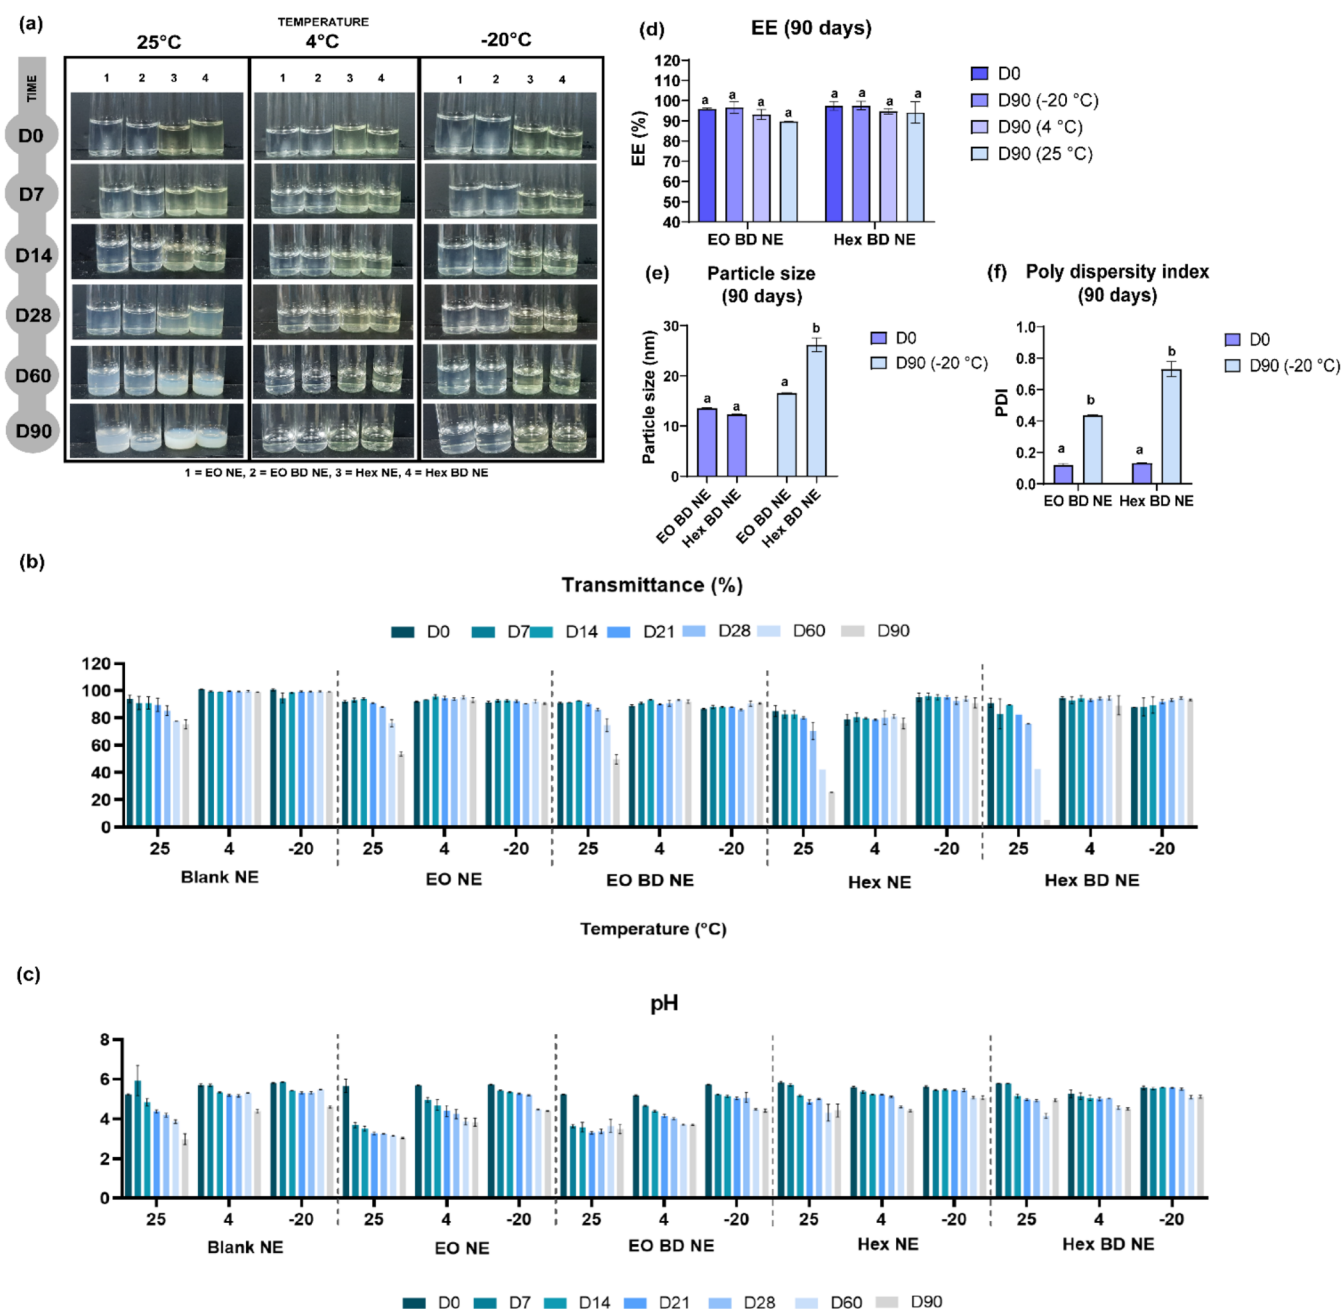 (a)
TEMPERATURE
25°C 4°C -20°C
TIME
1 2 3 4 1 2 3 4 1 2 3 4
D0
D7
D14
D28
D60
D90
1 = EO NE, 2 = EO BD NE, 3 = Hex NE, 4 = Hex BD NE
(d) EE (90 days)
EE (%)
120
110
100
90
80
70
60
50
40
a a a a a a a a
EO BD NE Hex BD NE
D0
D90 (-20 °C)
D90 (4 °C)
D90 (25 °C)
(e) Particle size
(90 days)
Particle size (nm)
30
20
10
0
a a a b
EO BD NE Hex BD NE EO BD NE Hex BD NE
D0
D90 (-20 °C)
(f) Poly dispersity index
(90 days)
PDI
1.0
0.8
0.6
0.4
0.2
0.0
a b a b
EO BD NE Hex BD NE
D0
D90 (-20 °C)
(b)
Transmittance (%)
D0 D7 D14 D21 D28 D60 D90
120
100
80
60
40
20
0
25 4 -20 25 4 -20 25 4 -20 25 4 -20 25 4 -20
Blank NE EO NE EO BD NE Hex NE Hex BD NE
Temperature (°C)
(c)
pH
8
6
4
2
0
25 4 -20 25 4 -20 25 4 -20 25 4 -20 25 4 -20
Blank NE EO NE EO BD NE Hex NE Hex BD NE
D0 D7 D14 D21 D28 D60 D90